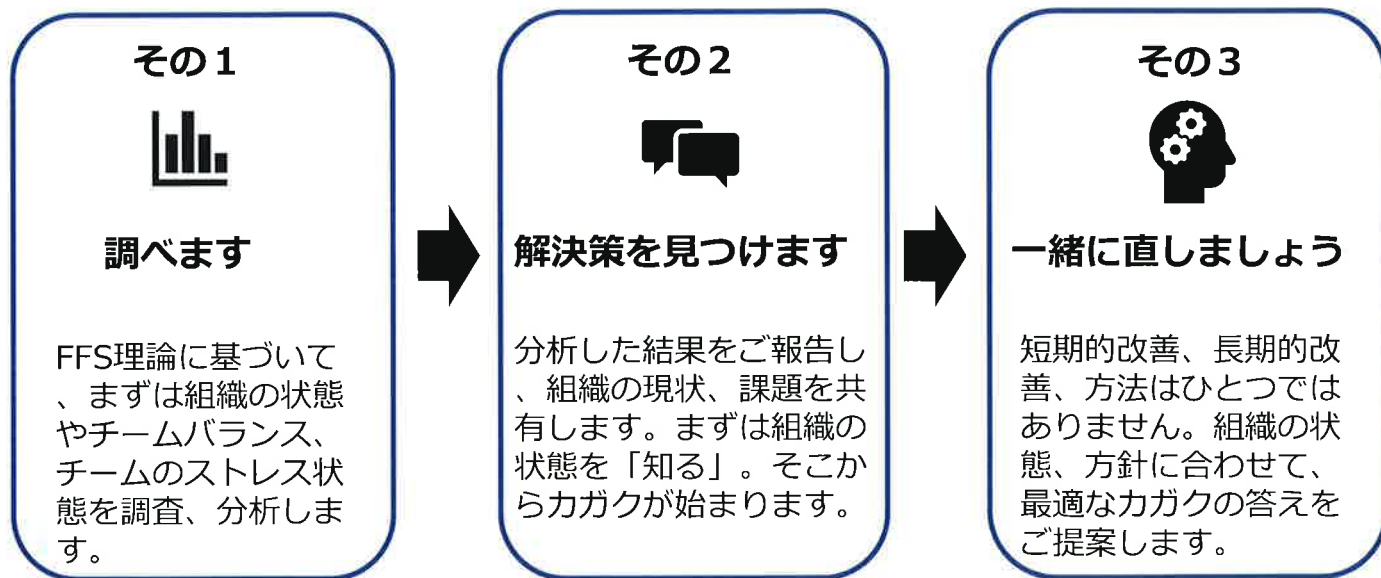 その１
調べます
FFS理論に基づいて
、まずは組織の状態
やチームバランス、
チームのストレス状
態を調査、分析しま
す。
その２
解決策を見つけます
分析した結果をご報告し
、組織の現状、課題を共
有します。まずは組織の
状態を「知る」。そこか
らカガクが始まります。
その３
一緒に直しましょう
短期的改善、長期的改
善、方法はひとつでは
ありません。組織の状
態、方針に合わせて、
最適なカガクの答えを
ご提案します。